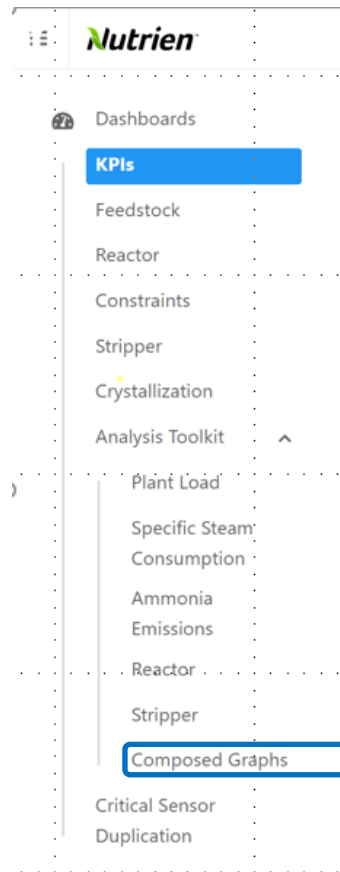 Nutrien
Dashboards
KPIs
Feedstock
Reactor
Constraints
Stripper
Crystallization
Analysis Toolkit
Plant Load
Specific Steam
Consumption
Ammonia
Emissions
Reactor
Stripper
Composed Graphs
Critical Sensor
Duplication